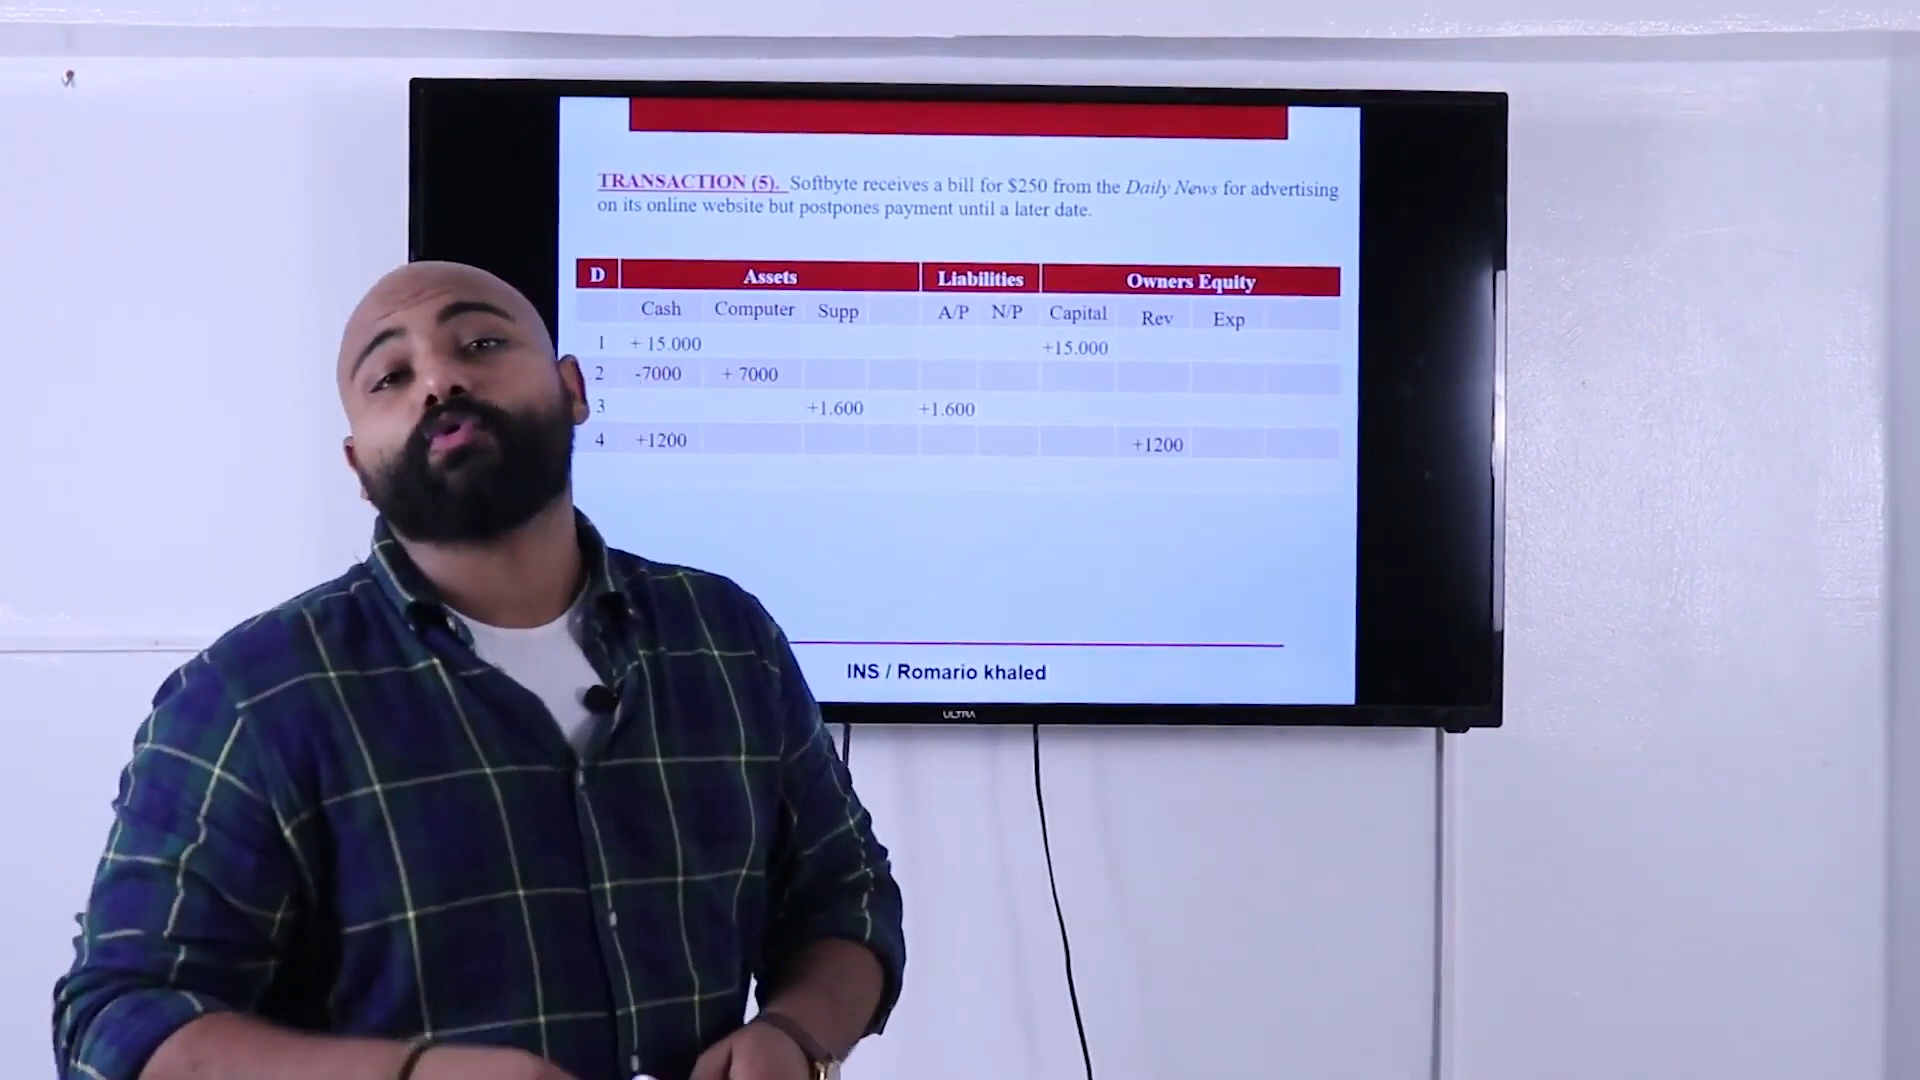 TRANSACTION (5). Softbyte receives a bill for $250 from the Daily News for advertising
on its online website but postpones payment until a later date.
D Assets Liabilities Owners Equity
Cash Computer Supp A/P N/P Capital Rev Exp
1 + 15.000 +15.000
2 -7000 + 7000
3 +1.600 +1.600
4 +1200 +1200
INS / Romario khaled
ULTRA